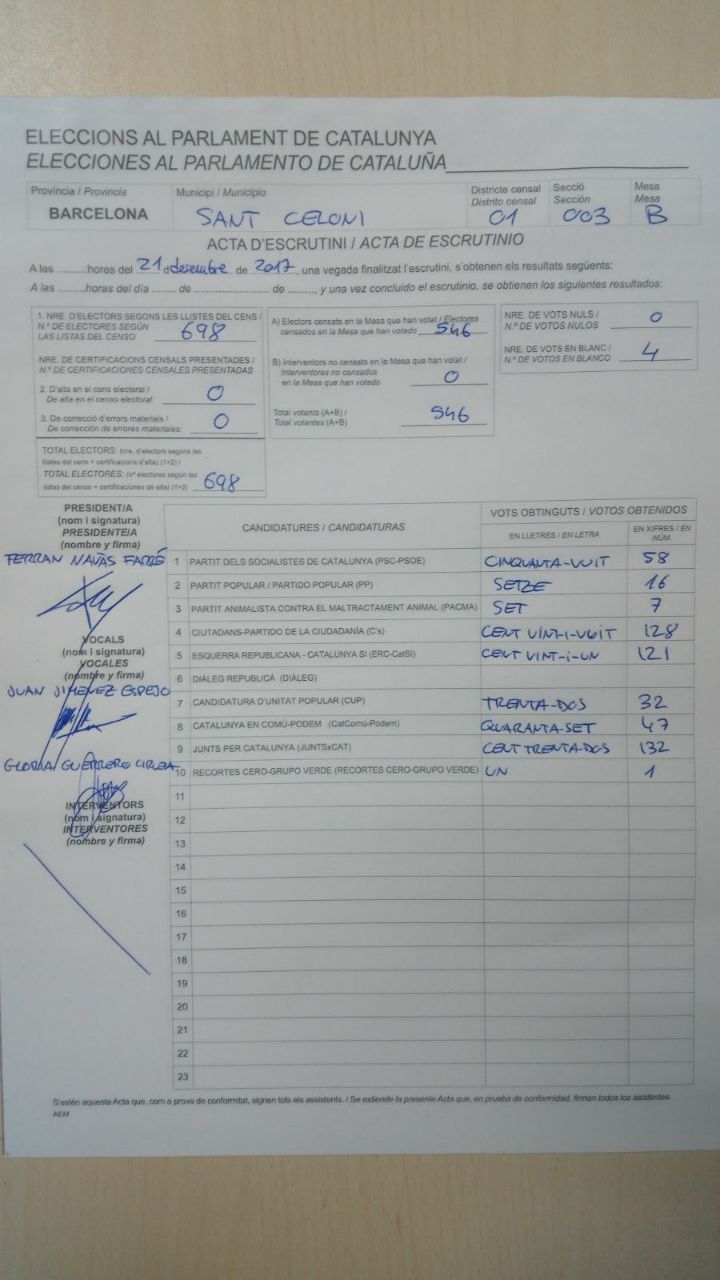 ELECCIONS AL PARLAMENT DE CATALUNYA
ELECCIONES AL PARLAMENTO DE CATALUÑA
Província / Provincia Municipi / Municipio Districte censal Secció Mesa
Distrito censal Sección Mesa
BARCELONA SANT CELONI 01 003 B
ACTA D'ESCRUTINI / ACTA DE ESCRUTINIO
A les ..........hores del 21 desembre de 2017, una vegada finalitzat l'escrutini, s'obtenen els resultats següents:
A las ..........horas del día ........ de ........................ de ........, y una vez concluido el escrutinio, se obtienen los siguientes resultados:
1. NRE. D'ELECTORS SEGONS LES LLISTES DEL CENS /
N.º DE ELECTORES SEGÚN
LAS LISTAS DEL CENSO 698
NRE. DE CERTIFICACIONS CENSALS PRESENTADES /
N.º DE CERTIFICACIONES CENSALES PRESENTADAS
2. D'alta en el cens electoral /
De alta en el censo electoral: 0
3. De correcció d'errors materials /
De corrección de errores materiales: 0
TOTAL ELECTORS: (nre. d'electors segons les
llistes del cens + certificacions d'alta) (1+2) /
TOTAL ELECTORES: (nº electores según las
listas del censo + certificaciones de alta) (1+2) 698
A) Electors censats en la Mesa que han votat / Electores
censados en la Mesa que han votado 546
B) Interventors no censats en la Mesa que han votat /
Interventores no censados
en la Mesa que han votado 0
Total votants (A+B) /
Total votantes (A+B) 546
NRE. DE VOTS NULS /
N.º DE VOTOS NULOS 0
NRE. DE VOTS EN BLANC /
N.º DE VOTOS EN BLANCO 4
PRESIDENT/A
(nom i signatura)
PRESIDENTE/A
(nombre y firma)
FERRAN NAVAS FARRÉ
VOCALS
(nom i signatura)
VOCALES
(nombre y firma)
JUAN JIMENEZ ESPEJO
GLORIA GUERRERO
INTERVENTORS
(nom i signatura)
INTERVENTORES
(nombre y firma)
CANDIDATURES / CANDIDATURAS
VOTS OBTINGUTS / VOTOS OBTENIDOS
EN LLETRES / EN LETRA EN XIFRES / EN NÚM.
1 PARTIT DELS SOCIALISTES DE CATALUNYA (PSC-PSOE) CINQUANTA-VUIT 58
2 PARTIT POPULAR / PARTIDO POPULAR (PP) SETZE 16
3 PARTIT ANIMALISTA CONTRA EL MALTRACTAMENT ANIMAL (PACMA) SET 7
4 CIUTADANS-PARTIDO DE LA CIUDADANÍA (C's) CENT VINT-I-VUIT 128
5 ESQUERRA REPUBLICANA - CATALUNYA SÍ (ERC-CatSí) CENT VINT-i-UN 121
6 DIÀLEG REPUBLICÀ (DIÀLEG)
7 CANDIDATURA D'UNITAT POPULAR (CUP) TRENTA-DOS 32
8 CATALUNYA EN COMÚ-PODEM (CatComú-Podem) QUARANTA-SET 47
9 JUNTS PER CATALUNYA (JUNTSxCAT) CENT TRENTA-DOS 132
10 RECORTES CERO-GRUPO VERDE (RECORTES CERO-GRUPO VERDE) UN 1
11
12
13
14
15
16
17
18
19
20
21
22
23
S'estén aquesta Acta que, com a prova de conformitat, signen tots els assistents. / Se extiende la presente Acta que, en prueba de conformidad, firman todos los asistentes.
AEM